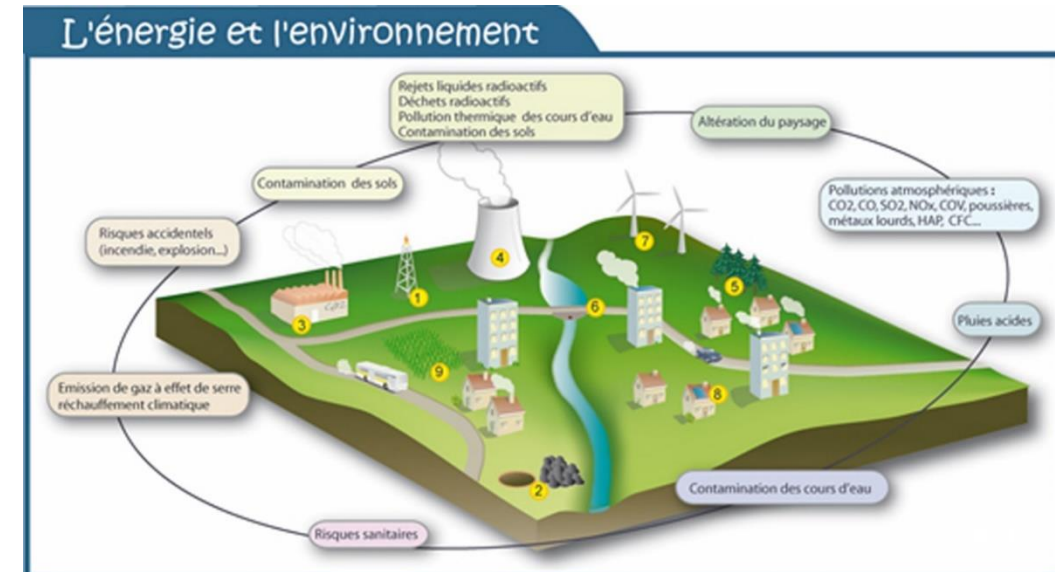 L'énergie et l'environnement
Rejets liquides radioactifs
Déchets radioactifs
Pollution thermique des cours d'eau
Contamination des sols
Altération du paysage
Contamination des sols
Pollutions atmosphériques :
CO2, CO, SO2, NOx, COV, poussières,
métaux lourds, HAP, CFC...
Risques accidentels
(incendie, explosion...)
7
4
5
1
6
3
Pluies acides
9
Emission de gaz à effet de serre
réchauffement climatique
8
2
Contamination des cours d'eau
Risques sanitaires